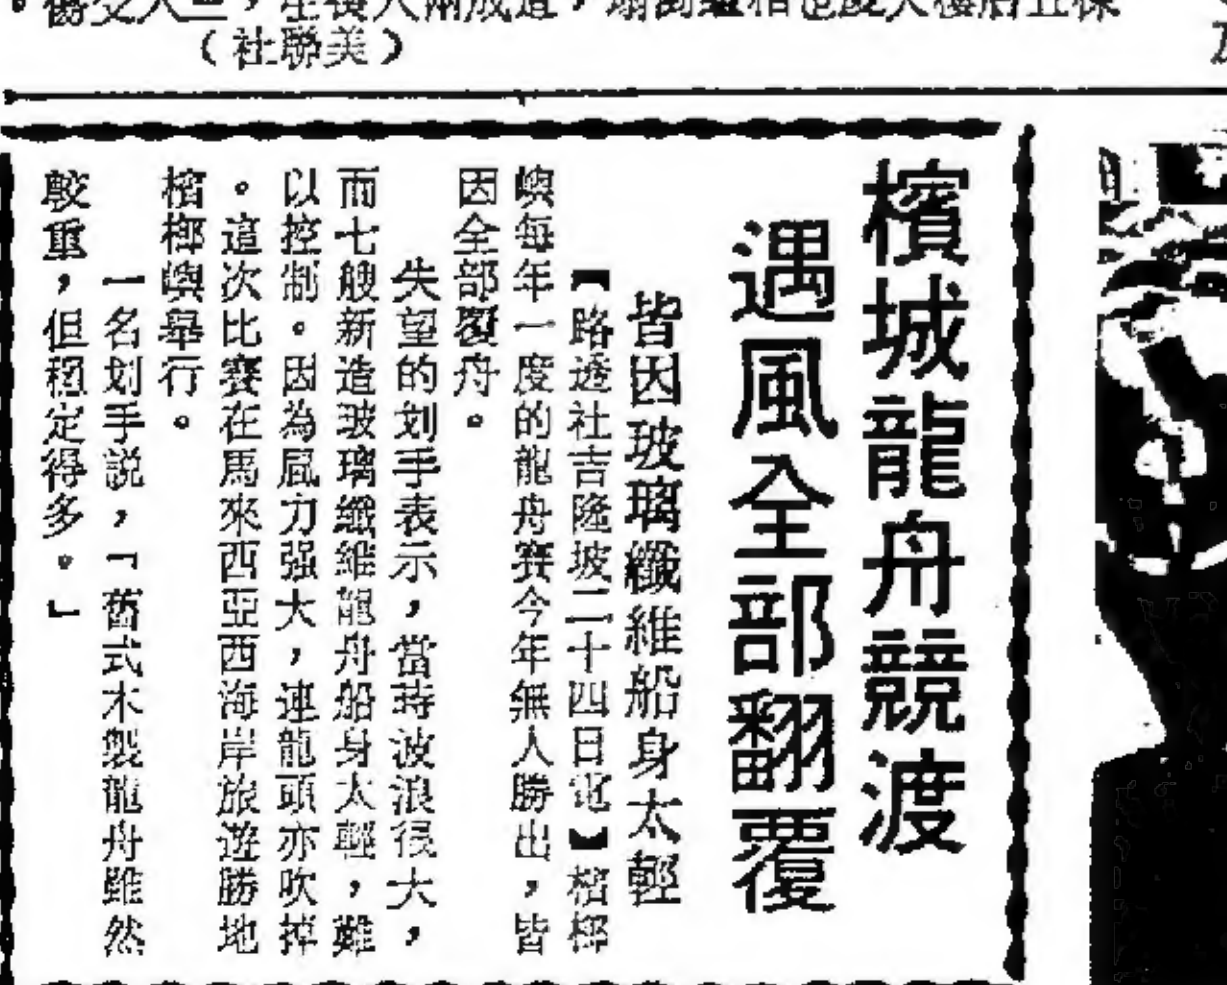 （美聯社）
檳城龍舟競渡
遇風全部翻覆
皆因玻璃纖維船身太輕
【路透社吉隆坡二十四日電】檳榔
嶼每年一度的龍舟賽今年無人勝出，皆
因全部覆舟。
失望的划手表示，當時波浪很大，
而七艘新造玻璃纖維龍舟船身太輕，難
以控制。因為風力强大，連龍頭亦吹掉
。這次比賽在馬來西亞西海岸旅遊勝地
檳榔嶼舉行。
一名划手説，「舊式木製龍舟雖然
較重，但穩定得多。」